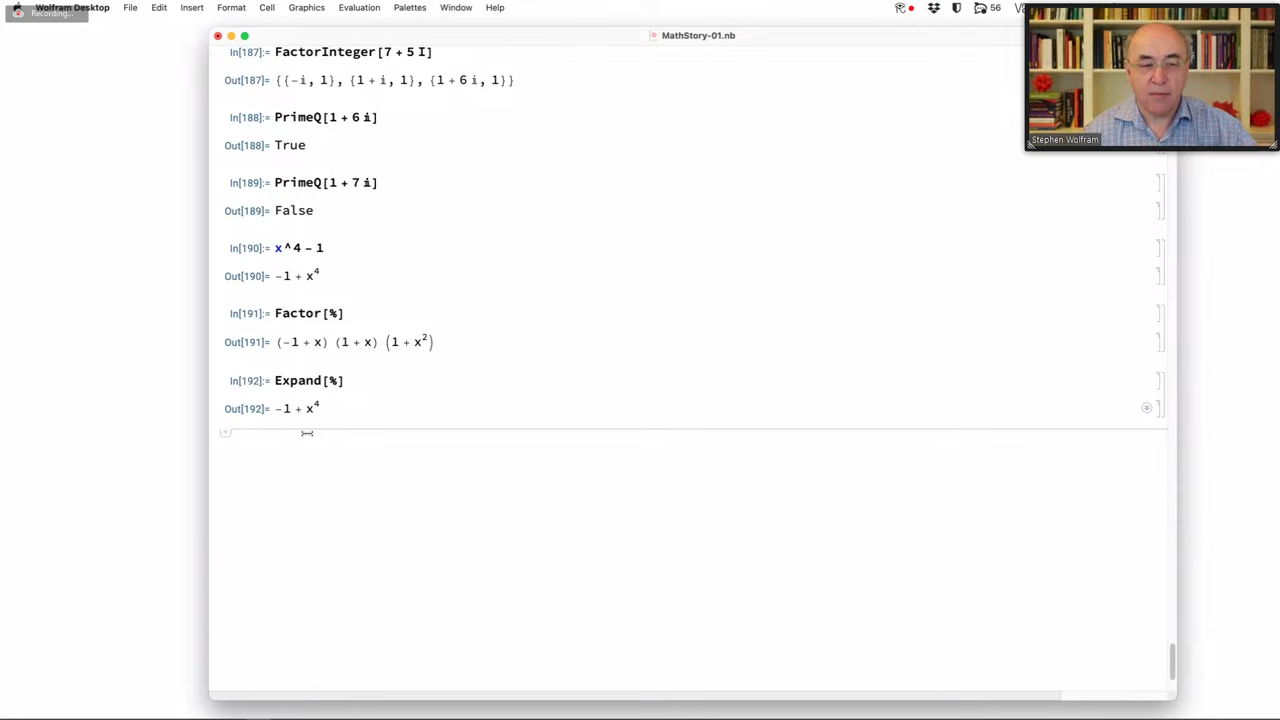 Wolfram Desktop File Edit Insert Format Cell Graphics Evaluation Palettes Window Help 56
Recording...
MathStory-01.nb
In[187]:= FactorInteger[7 + 5 I]
Out[187]= {{-i, 1}, {1 + i, 1}, {1 + 6 i, 1}}
In[188]:= PrimeQ[1 + 6 i]
Out[188]= True
In[189]:= PrimeQ[1 + 7 i]
Out[189]= False
In[190]:= x^4 - 1
Out[190]= -1 + x⁴
In[191]:= Factor[%]
Out[191]= (-1 + x) (1 + x) (1 + x²)
In[192]:= Expand[%]
Out[192]= -1 + x⁴
Stephen Wolfram